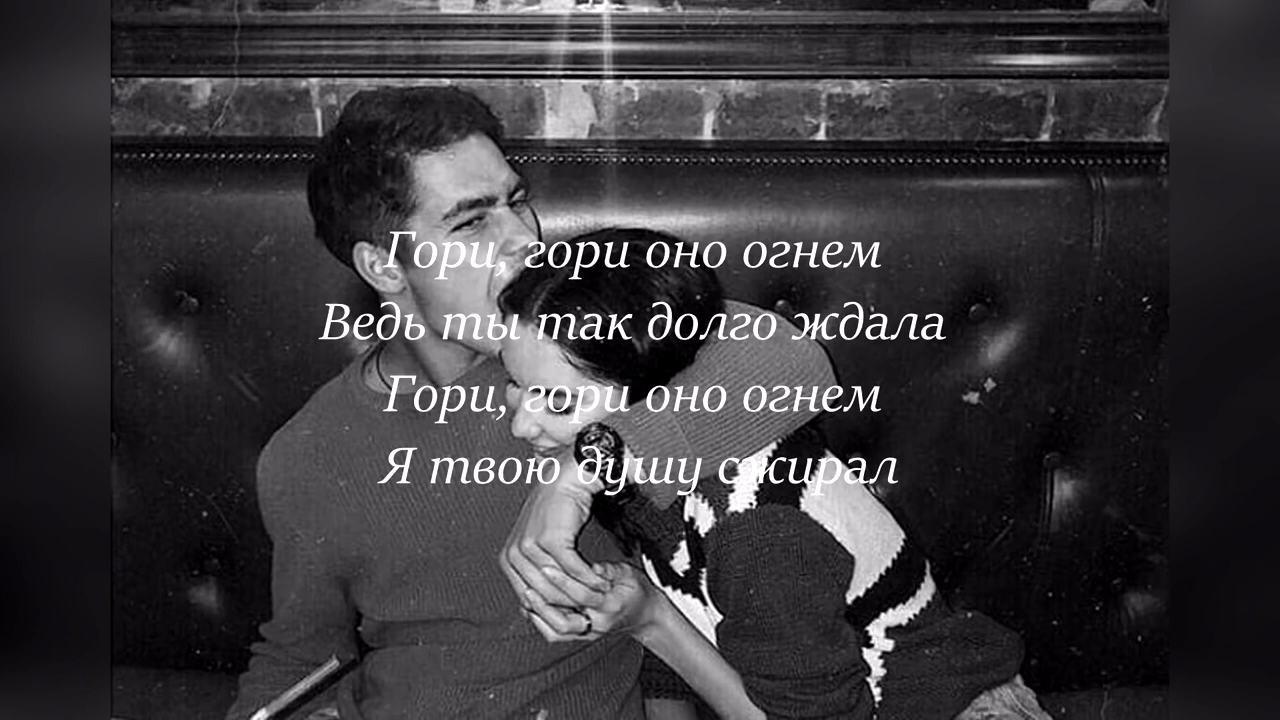 Гори, гори оно огнем
Ведь ты так долго ждала
Гори, гори оно огнем
Я твою душу сжирал